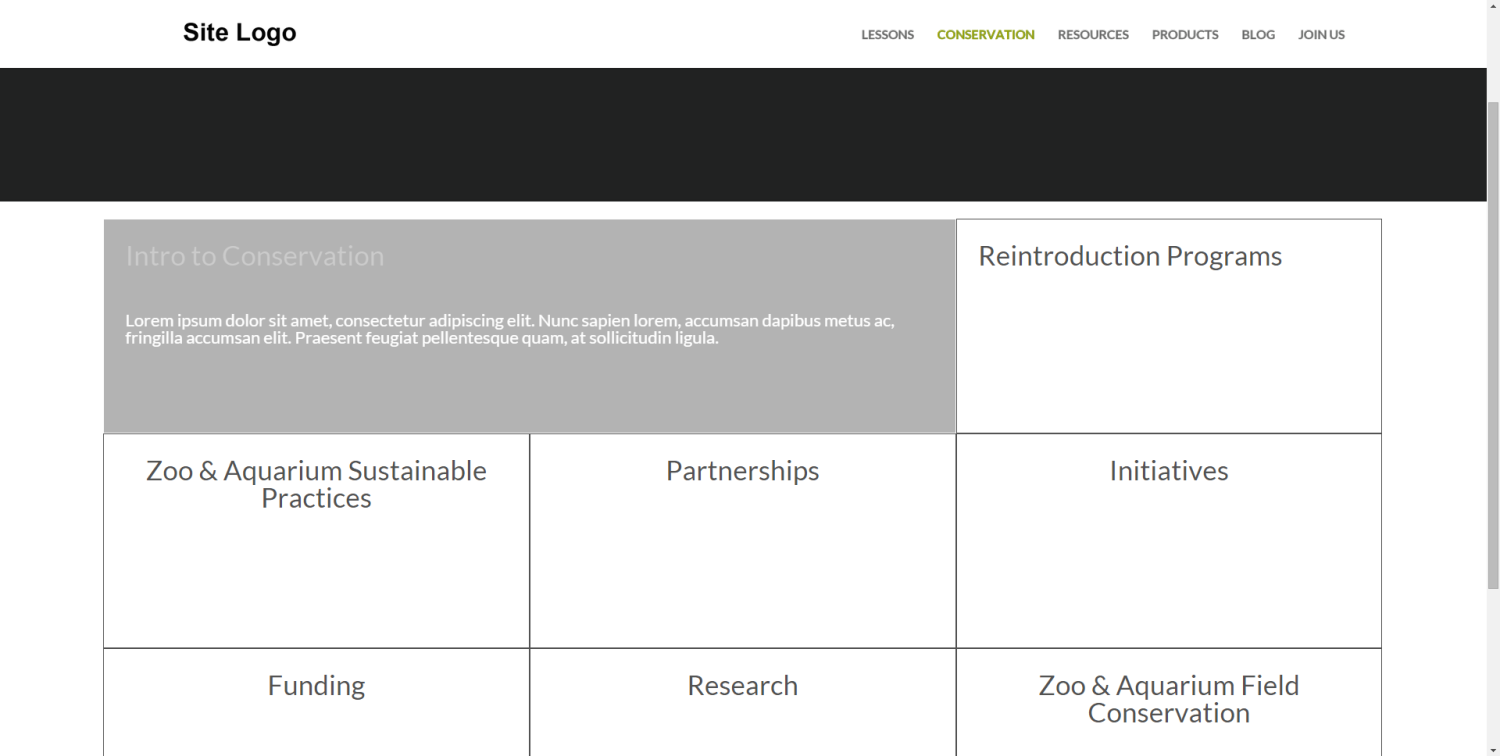 Site Logo
LESSONS CONSERVATION RESOURCES PRODUCTS BLOG JOIN US
Intro to Conservation
Lorem ipsum dolor sit amet, consectetur adipiscing elit. Nunc sapien lorem, accumsan dapibus metus ac,
fringilla accumsan elit. Praesent feugiat pellentesque quam, at sollicitudin ligula.
Reintroduction Programs
Zoo & Aquarium Sustainable
Practices
Partnerships
Initiatives
Funding
Research
Zoo & Aquarium Field
Conservation